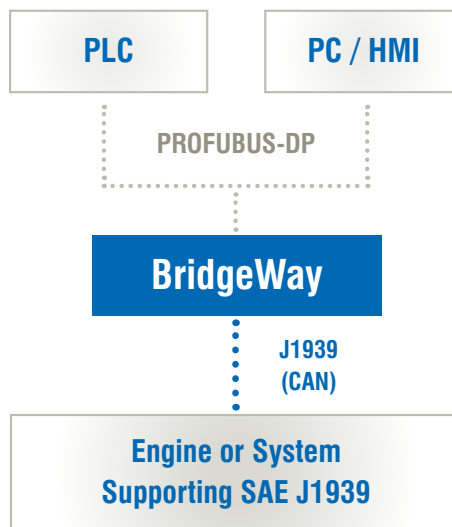 PLC
PC / HMI
PROFUBUS-DP
BridgeWay
J1939
(CAN)
Engine or System
Supporting SAE J1939